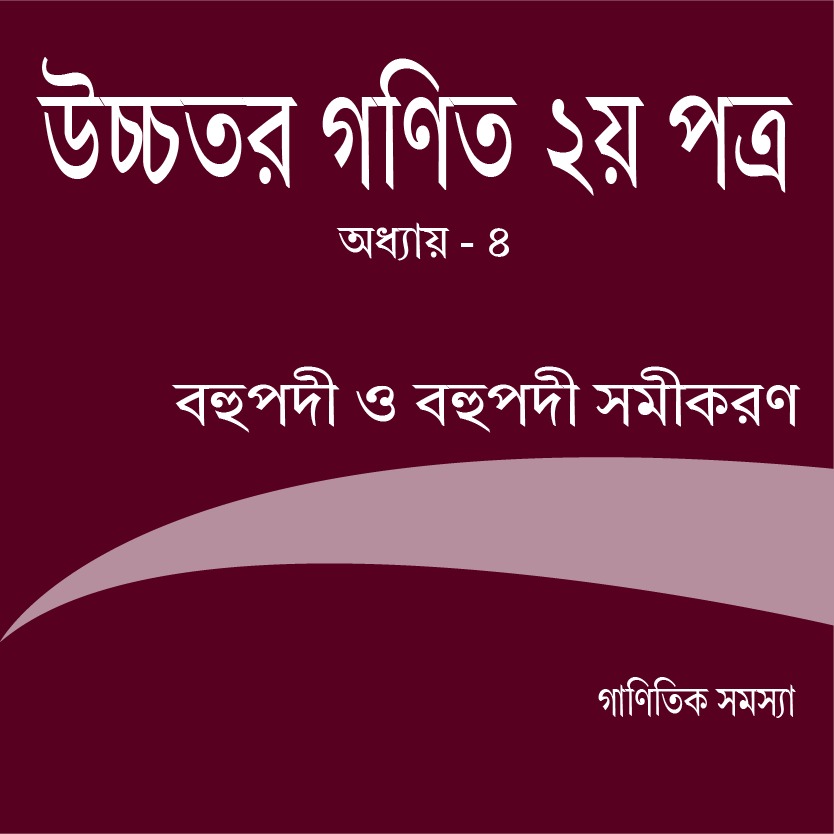 উচ্চতর গণিত ২য় পত্র
অধ্যায় - ৪
বহুপদী ও বহুপদী সমীকরণ
গাণিতিক সমস্যা